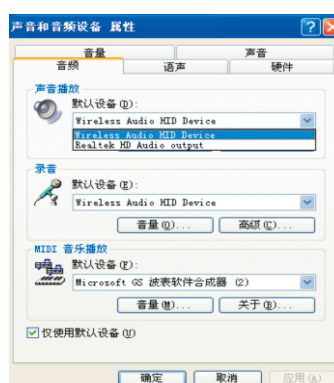 声音和音频设备 属性
音量 声音
音频 语声 硬件
声音播放
默认设备(D):
Wireless Audio HID Device
Wireless Audio HID Device
Realtek HD Audio output
录音
默认设备(E):
Wireless Audio HID Device
音量(O)... 高级(C)...
MIDI 音乐播放
默认设备(F):
Microsoft GS 波表软件合成器 (2)
音量(M)... 关于(B)...
仅使用默认设备(U)
确定 取消 应用(A)